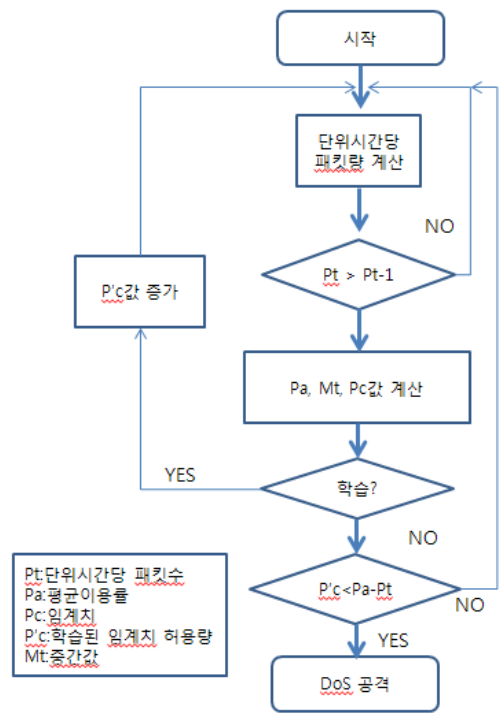 시작
단위시간당
패킷량 계산
NO
Pt > Pt-1
P'c값 증가
Pa, Mt, Pc값 계산
YES
학습?
NO
P'c<Pa-Pt
NO
YES
DoS 공격
Pt:단위시간당 패킷수
Pa:평균이용률
Pc:임계치
P'c:학습된 임계치 허용량
Mt:중간값